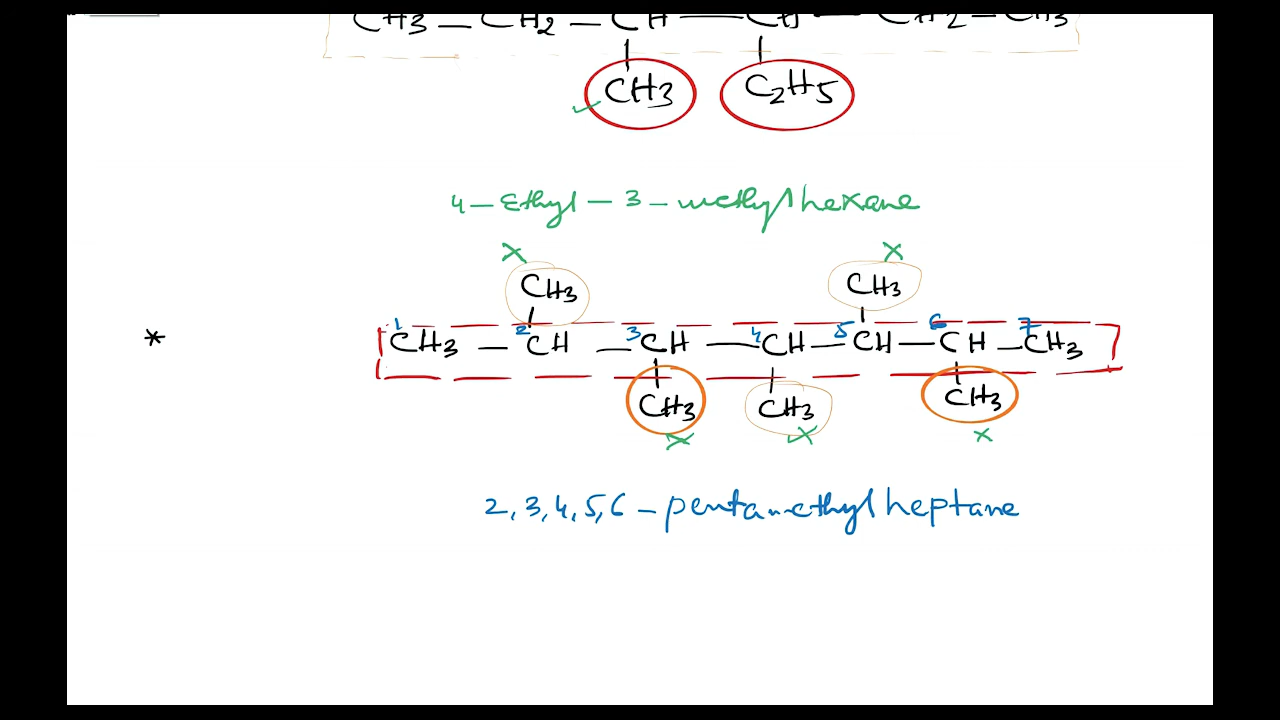 CH3 — CH2 — CH — CH — CH2 — CH3
CH3 C2H5
4 — Ethyl — 3 — methylhexane
x x
CH3 CH3
* 1 2 3 4 5 6 7
CH3 — CH — CH — CH — CH — CH — CH3
CH3 CH3 CH3
x x x
2, 3, 4, 5, 6 — pentamethylheptane